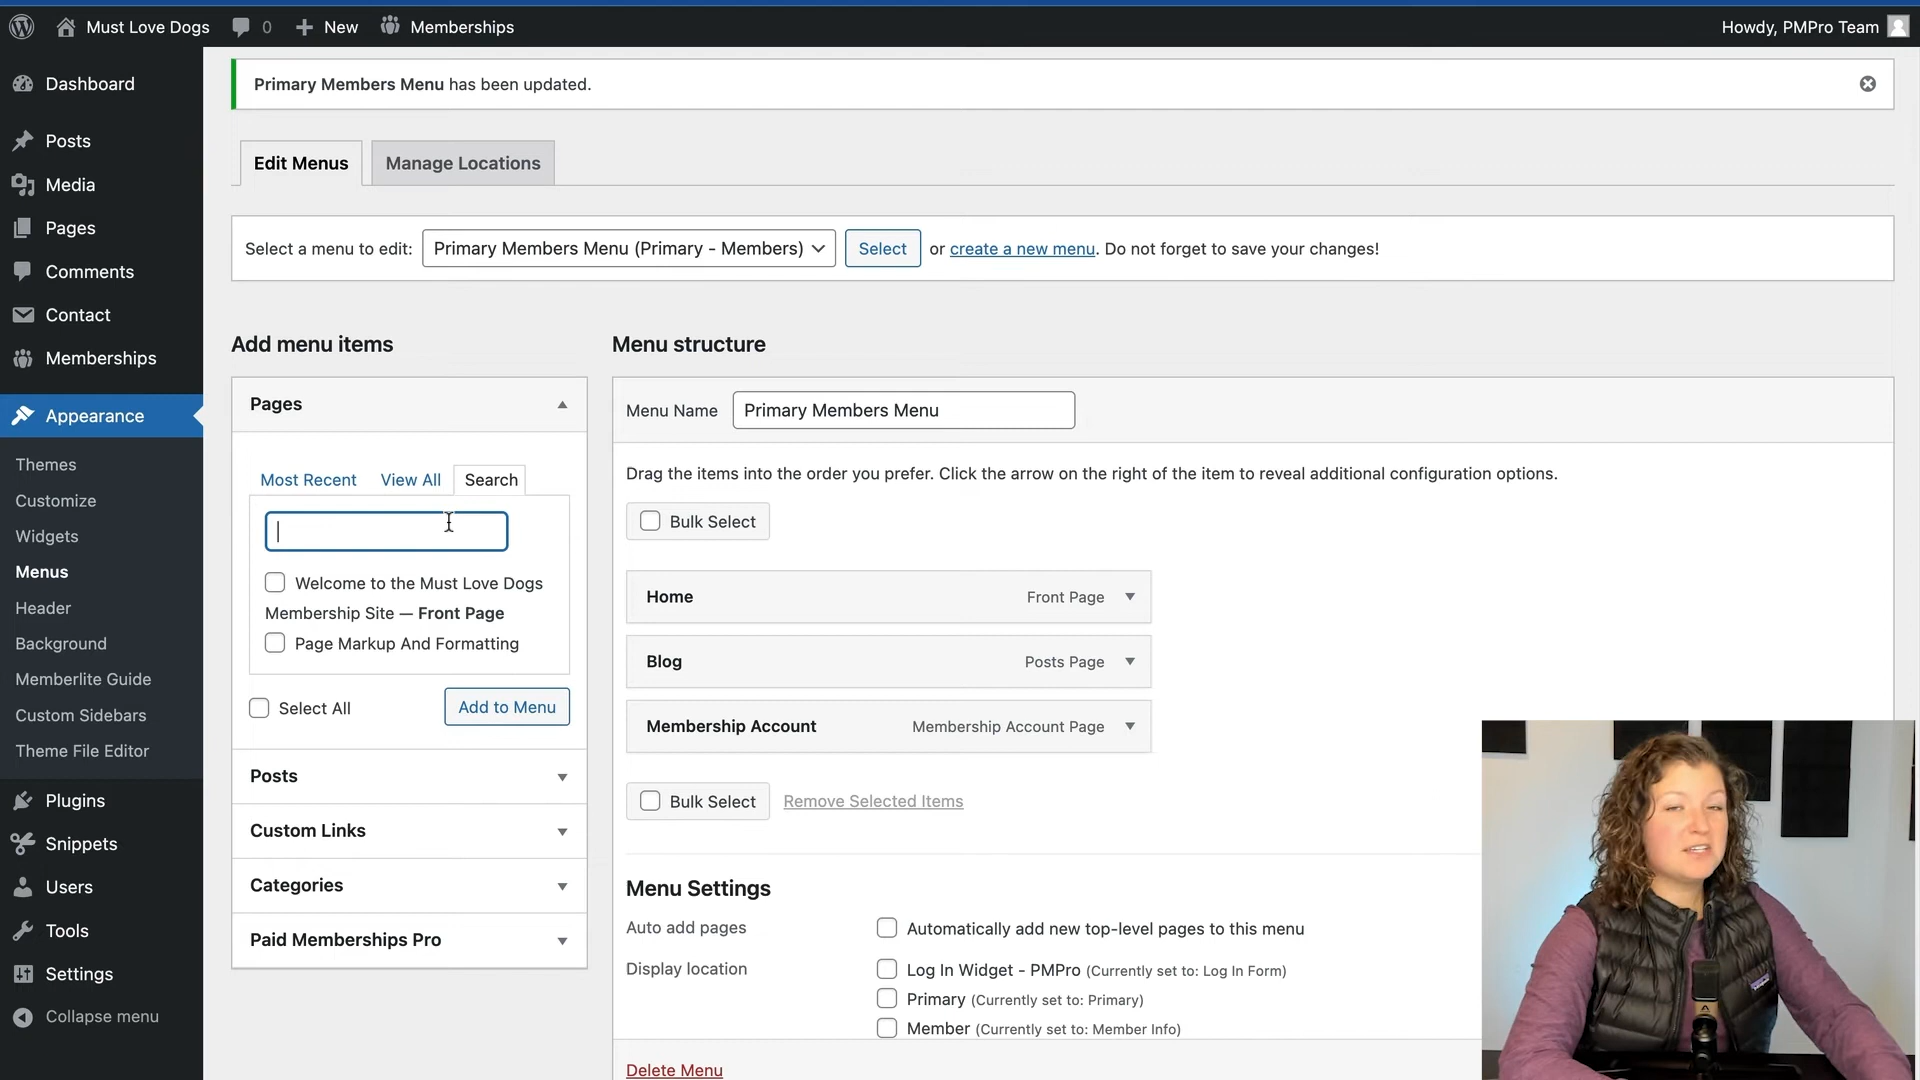 Must Love Dogs 0 New Memberships Howdy, PMPro Team
Dashboard
Posts
Media
Pages
Comments
Contact
Memberships
Appearance
Themes
Customize
Widgets
Menus
Header
Background
Memberlite Guide
Custom Sidebars
Theme File Editor
Plugins
Snippets
Users
Tools
Settings
Collapse menu
Primary Members Menu has been updated.
Edit Menus Manage Locations
Select a menu to edit: Primary Members Menu (Primary - Members) Select or create a new menu. Do not forget to save your changes!
Add menu items
Pages
Most Recent View All Search
Welcome to the Must Love Dogs
Membership Site — Front Page
Page Markup And Formatting
Select All Add to Menu
Posts
Custom Links
Categories
Paid Memberships Pro
Menu structure
Menu Name Primary Members Menu
Drag the items into the order you prefer. Click the arrow on the right of the item to reveal additional configuration options.
Bulk Select
Home Front Page
Blog Posts Page
Membership Account Membership Account Page
Bulk Select Remove Selected Items
Menu Settings
Auto add pages Automatically add new top-level pages to this menu
Display location Log In Widget - PMPro (Currently set to: Log In Form)
Primary (Currently set to: Primary)
Member (Currently set to: Member Info)
Delete Menu